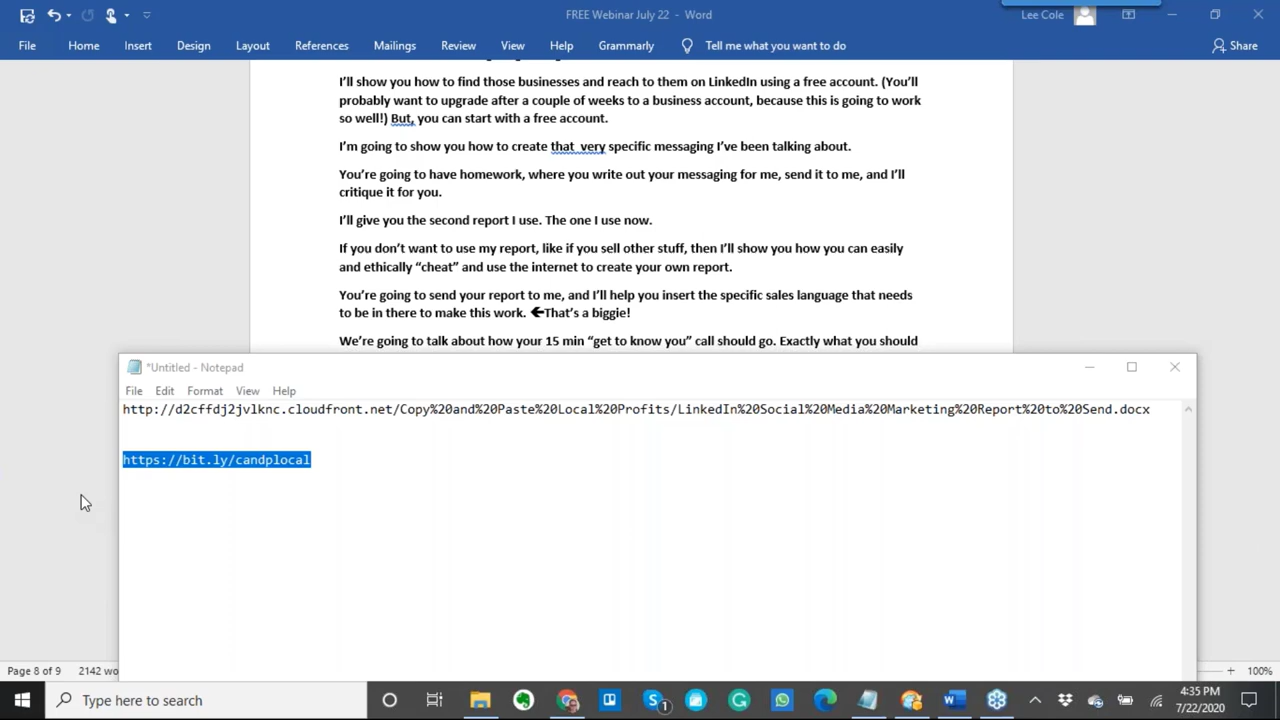 FREE Webinar July 22 - Word
Lee Cole
File Home Insert Design Layout References Mailings Review View Help Grammarly Tell me what you want to do Share
I'll show you how to find those businesses and reach to them on LinkedIn using a free account. (You'll
probably want to upgrade after a couple of weeks to a business account, because this is going to work
so well!) But, you can start with a free account.
I'm going to show you how to create that very specific messaging I've been talking about.
You're going to have homework, where you write out your messaging for me, send it to me, and I'll
critique it for you.
I'll give you the second report I use. The one I use now.
If you don't want to use my report, like if you sell other stuff, then I'll show you how you can easily
and ethically “cheat” and use the internet to create your own report.
You're going to send your report to me, and I'll help you insert the specific sales language that needs
to be in there to make this work. 🡸That's a biggie!
We're going to talk about how your 15 min “get to know you” call should go. Exactly what you should
*Untitled - Notepad
File Edit Format View Help
http://d2cffdj2jvlknc.cloudfront.net/Copy%20and%20Paste%20Local%20Profits/LinkedIn%20Social%20Media%20Marketing%20Report%20to%20Send.docx
https://bit.ly/candplocal
Page 8 of 9 2142 wo
100%
Type here to search
1
4:35 PM
7/22/2020